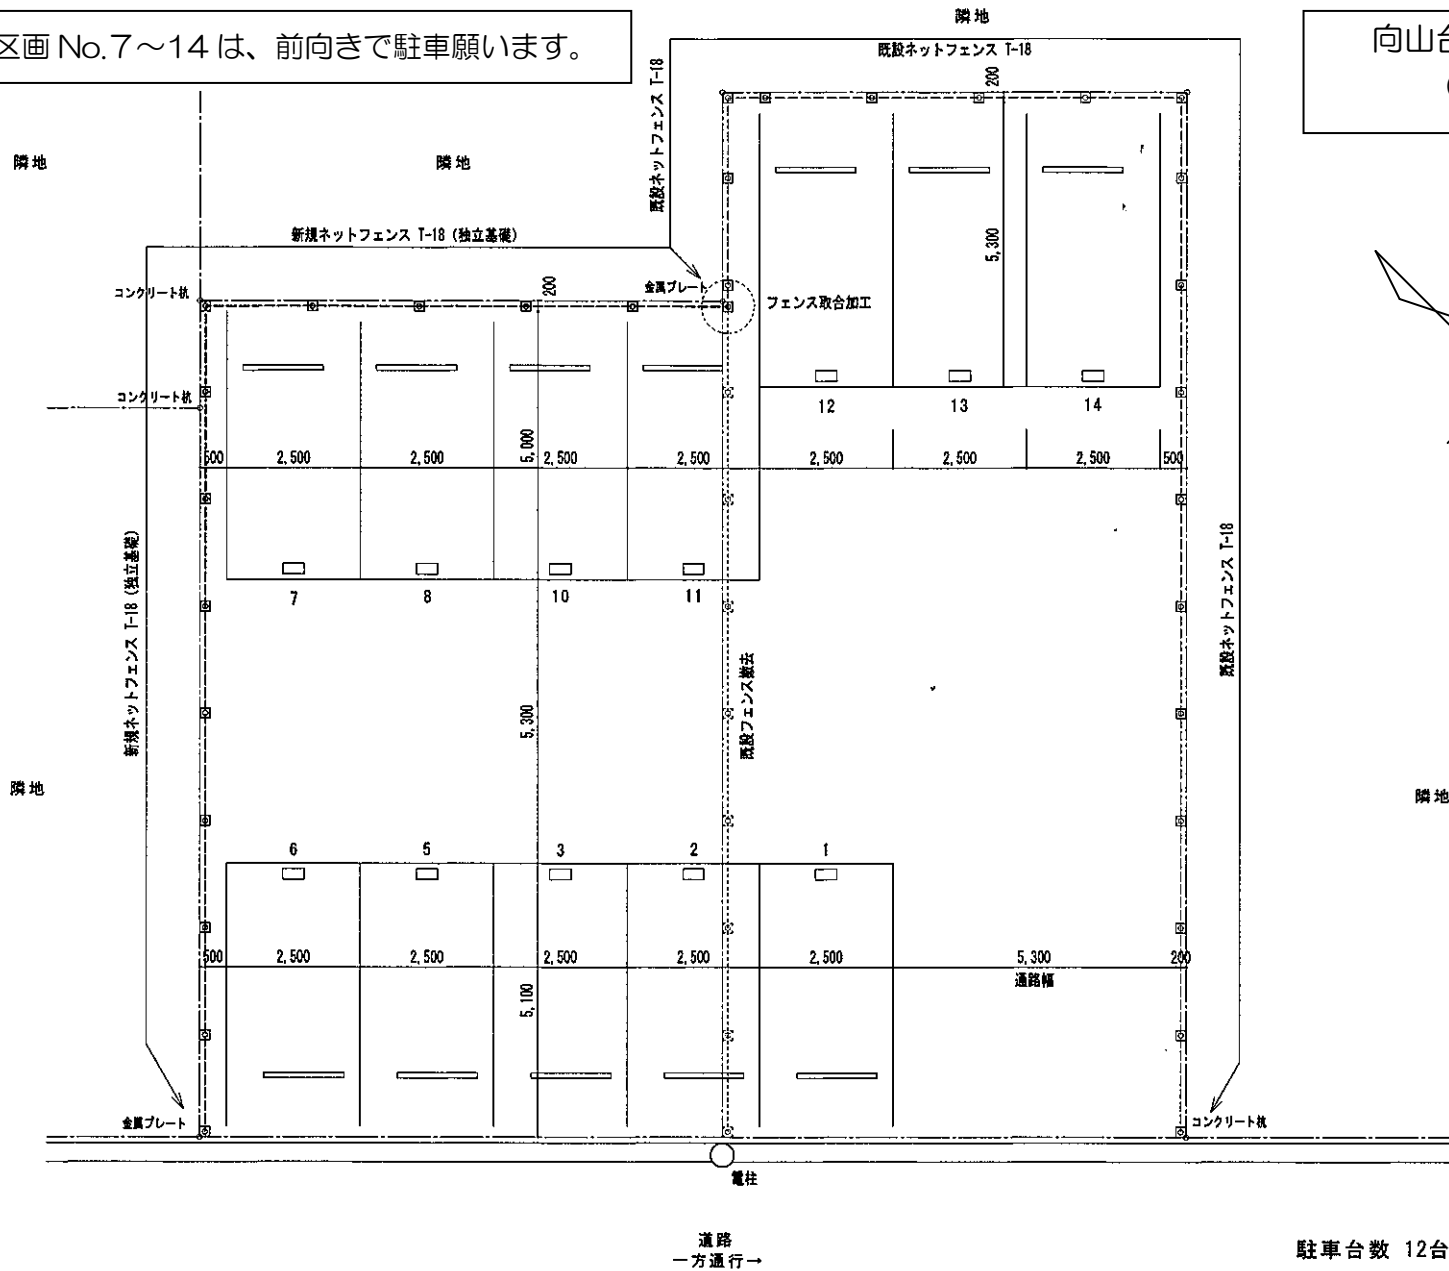 区画 No.7～14 は、前向きで駐車願います。
向山台
隣地
既設ネットフェンス T-18
既設ネットフェンス T-18
200
隣地
隣地
新規ネットフェンス T-18 (独立基礎)
コンクリート杭
200
金属プレート
フェンス取合加工
5,300
コンクリート杭
12
13
14
500
2,500
2,500
5,000
2,500
2,500
2,500
2,500
2,500
500
新規ネットフェンス T-18 (独立基礎)
7
8
10
11
既設ネットフェンス T-18
5,300
既設フェンス撤去
隣地
隣地
6
5
3
2
1
500
2,500
2,500
2,500
2,500
2,500
5,300
200
通路幅
5,100
金属プレート
コンクリート杭
電柱
道路
一方通行→
駐車台数 12台